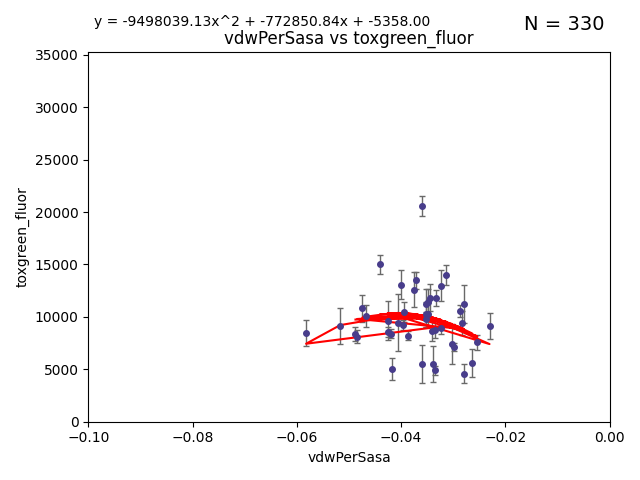 y = -9498039.13x^2 + -772850.84x + -5358.00
N = 330
vdwPerSasa vs toxgreen_fluor
35000
30000
25000
20000
15000
10000
5000
0
toxgreen_fluor
−0.10
−0.08
−0.06
−0.04
−0.02
0.00
vdwPerSasa